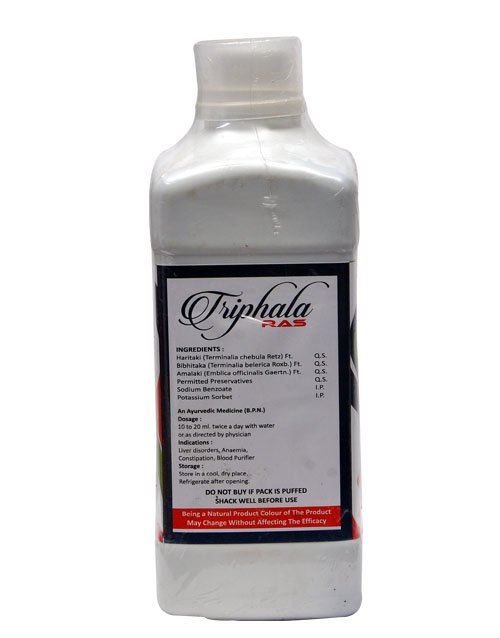 Triphala
RAS
INGREDIENTS :
Haritaki (Terminalia chebula Retz) Ft. Q.S.
Bibhitaka (Terminalia belerica Roxb.) Ft. Q.S.
Amalaki (Emblica officinalis Gaertn.) Ft. Q.S.
Permitted Preservatives Q.S.
Sodium Benzoate I.P.
Potassium Sorbet I.P.
An Ayurvedic Medicine (B.P.N.)
Dosage :
10 to 20 ml. twice a day with water
or as directed by physician
Indications :
Liver disorders, Anaemia,
Constipation, Blood Purifier
Storage :
Store in a cool, dry place.
Refrigerate after opening.
DO NOT BUY IF PACK IS PUFFED
SHACK WELL BEFORE USE
Being a Natural Product Colour of The Product
May Change Without Affecting The Efficacy